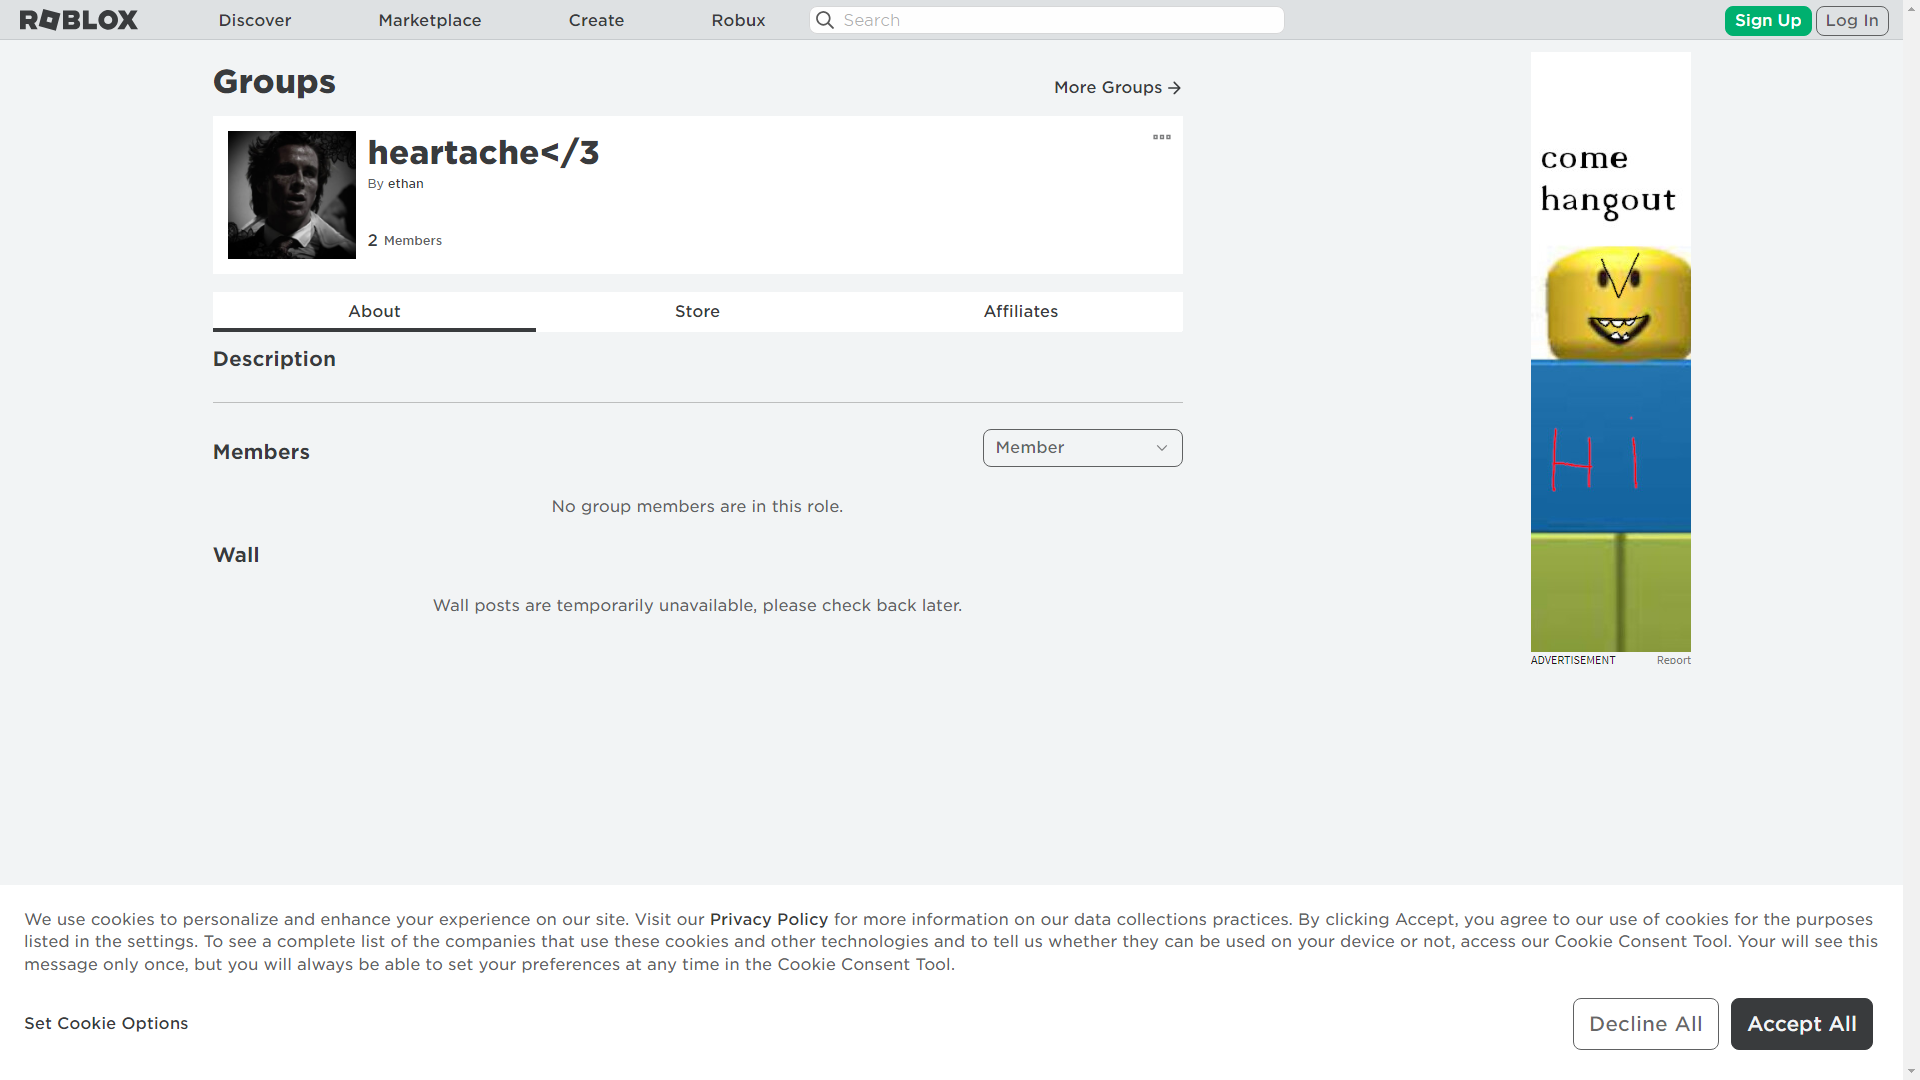 ROBLOX
Discover
Marketplace
Create
Robux
Search
Sign Up
Log In
Groups
More Groups
heartache</3
By ethan
2 Members
About
Store
Affiliates
Description
Members
Member
No group members are in this role.
Wall
Wall posts are temporarily unavailable, please check back later.
come
hangout
Hi
ADVERTISEMENT
Report
We use cookies to personalize and enhance your experience on our site. Visit our Privacy Policy for more information on our data collections practices. By clicking Accept, you agree to our use of cookies for the purposes
listed in the settings. To see a complete list of the companies that use these cookies and other technologies and to tell us whether they can be used on your device or not, access our Cookie Consent Tool. Your will see this
message only once, but you will always be able to set your preferences at any time in the Cookie Consent Tool.
Set Cookie Options
Decline All
Accept All